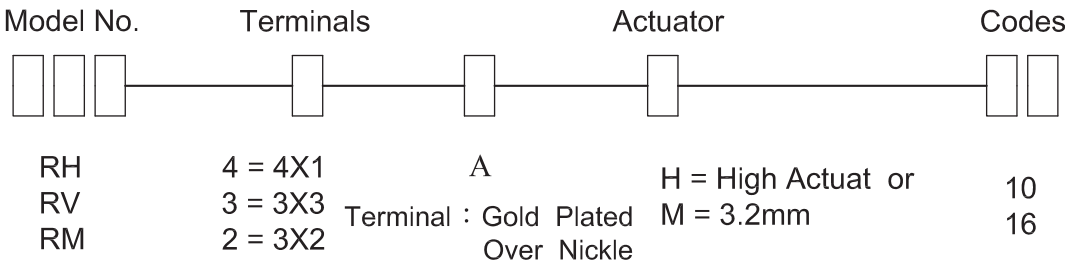 Model No. Terminals Actuator Codes
RH 4 = 4X1 A H = High Actuat or 10
RV 3 = 3X3 Terminal : Gold Plated M = 3.2mm 16
RM 2 = 3X2 Over Nickle